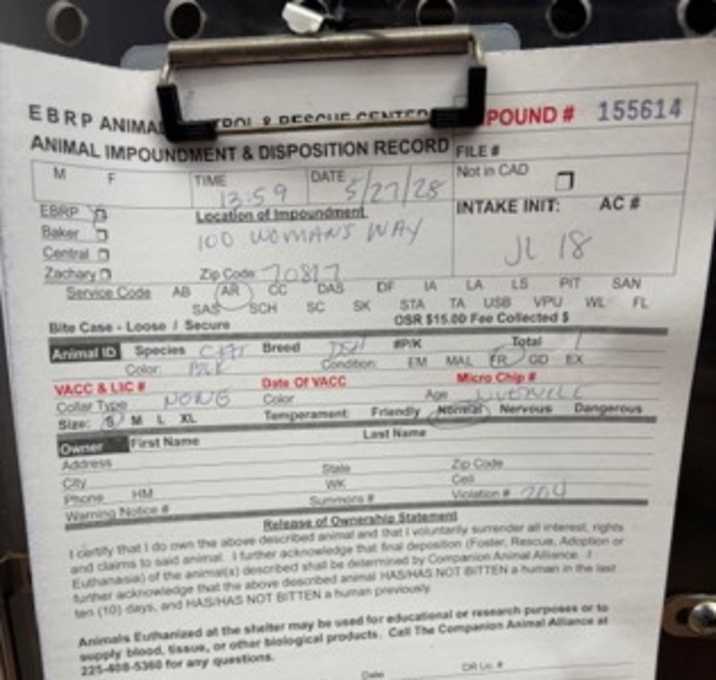 EBRP ANIMAL CONTROL & RESCUE CENTER IMPOUND # 155614
ANIMAL IMPOUNDMENT & DISPOSITION RECORD FILE #
M F TIME 13:59 DATE 5/27/28 Not in CAD
EBRP Location of Impoundment INTAKE INIT: AC #
Baker 100 WOMANS WAY JL 18
Central
Zachary Zip Code 70817
Service Code AB AR CC DAS DF IA LA LS PIT SAN
SAS SCH SC SK STA TA USB VPU WL FL
Bite Case - Loose / Secure OSR $15.00 Fee Collected $
Animal ID Species CAT Breed DSH #P/K Total 1
Color: BLK Condition: EM MAL FR GD EX
VACC & LIC # Date Of VACC Micro Chip #
Collar Type NONE Color Age JUVENILE
Size: S M L XL Temperament: Friendly Normal Nervous Dangerous
Owner First Name Last Name
Address
City State Zip Code
Phone HM WK Cell
Warning Notice # Summons # Violation # 204
Release of Ownership Statement
I certify that I do own the above described animal and that I voluntarily surrender all interest, rights
and claims to said animal. I further acknowledge that final deposition (Foster, Rescue, Adoption or
Euthanasia) of the animal(s) described shall be determined by Companion Animal Alliance. I
further acknowledge that the above described animal HAS/HAS NOT BITTEN a human in the last
ten (10) days, and HAS/HAS NOT BITTEN a human previously.
Animals Euthanized at the shelter may be used for educational or research purposes or to
supply blood, tissue, or other biological products. Call The Companion Animal Alliance at
225-408-5360 for any questions.
Date DR Lic. #